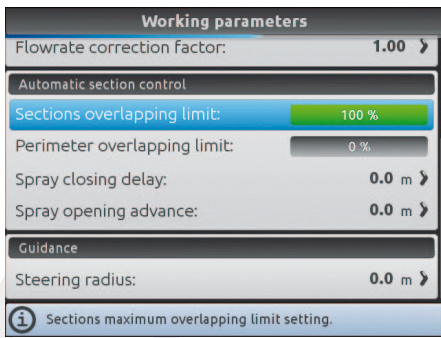 Working parameters
Flowrate correction factor: 1.00
Automatic section control
Sections overlapping limit: 100 %
Perimeter overlapping limit: 0 %
Spray closing delay: 0.0 m
Spray opening advance: 0.0 m
Guidance
Steering radius: 0.0 m
Sections maximum overlapping limit setting.